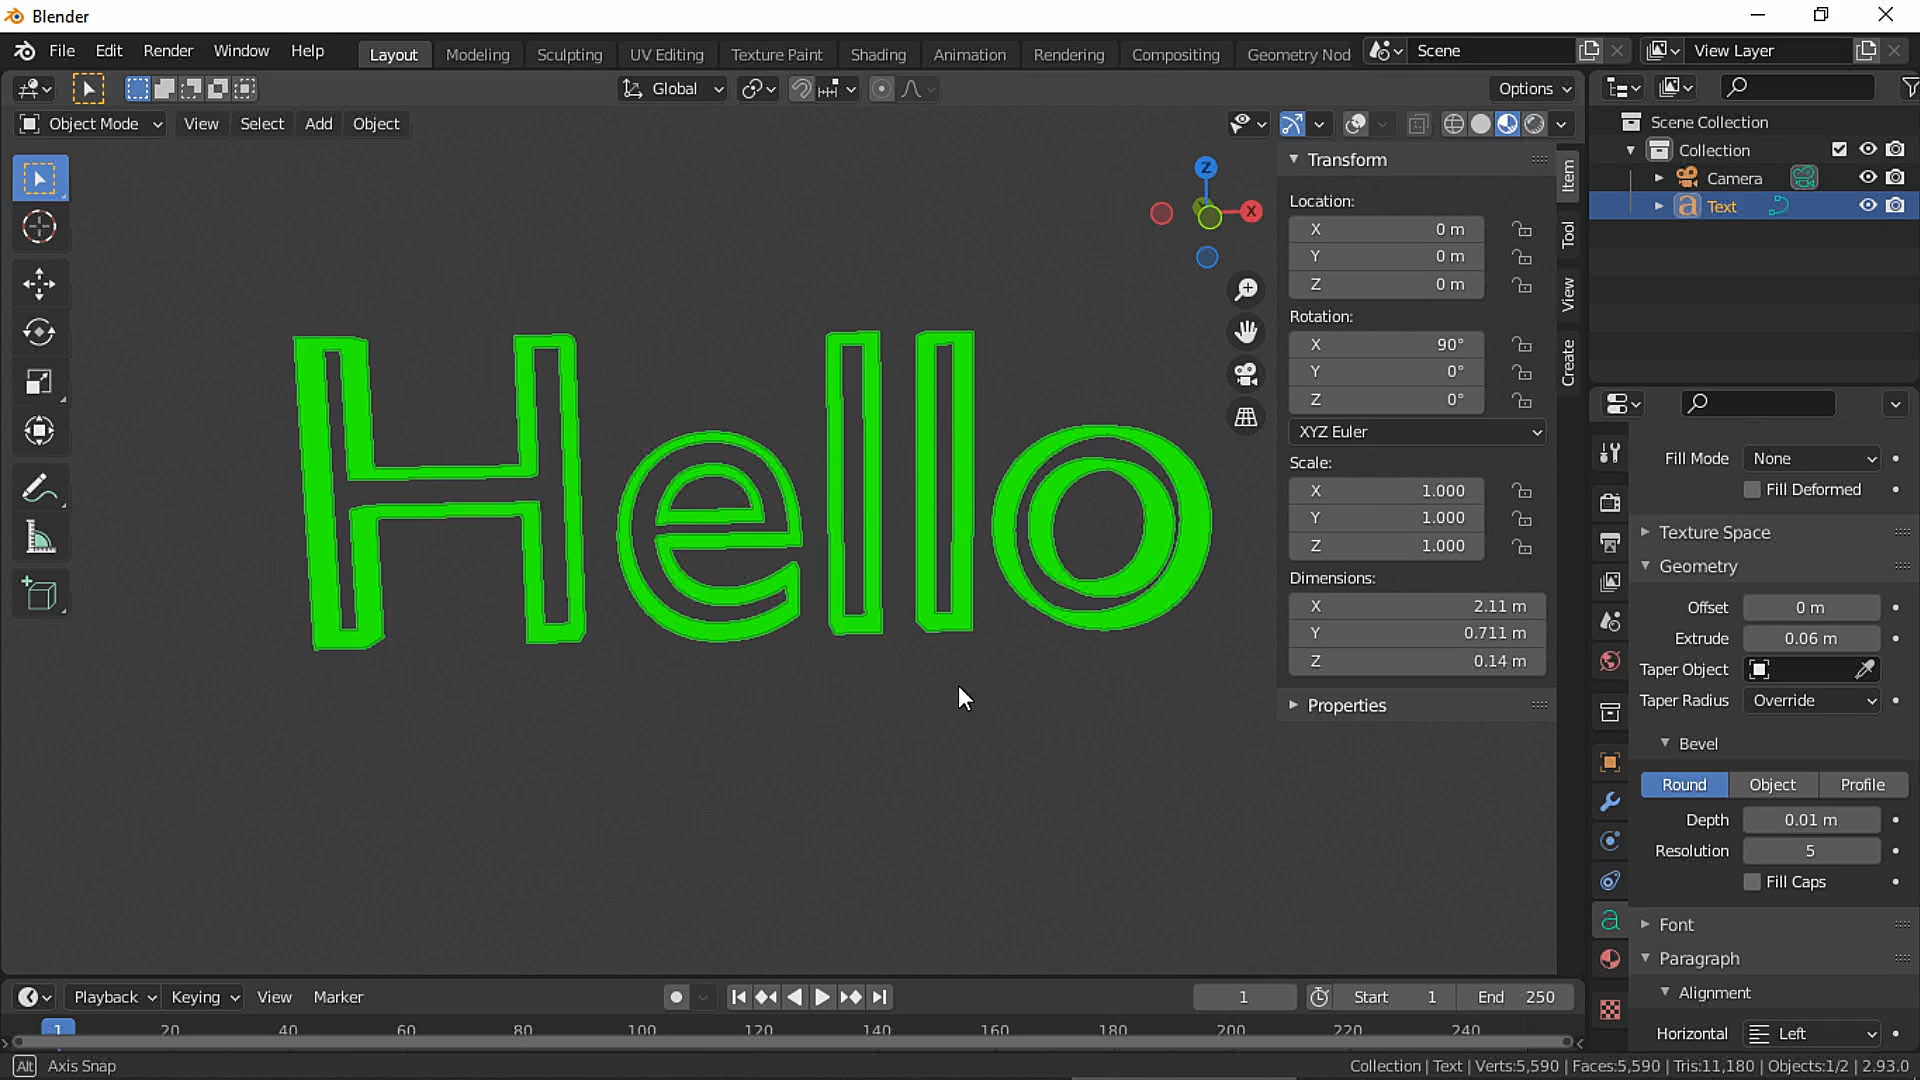 Blender
File Edit Render Window Help Layout Modeling Sculpting UV Editing Texture Paint Shading Animation Rendering Compositing Geometry Nod Scene View Layer
Global Options
Object Mode View Select Add Object
Scene Collection
Collection
Camera
Text
Z
X
Transform
Location:
X 0 m
Y 0 m
Z 0 m
Rotation:
X 90°
Y 0°
Z 0°
XYZ Euler
Scale:
X 1.000
Y 1.000
Z 1.000
Dimensions:
X 2.11 m
Y 0.711 m
Z 0.14 m
Properties
Item
Tool
View
Create
Hello
Fill Mode None
Fill Deformed
Texture Space
Geometry
Offset 0 m
Extrude 0.06 m
Taper Object
Taper Radius Override
Bevel
Round Object Profile
Depth 0.01 m
Resolution 5
Fill Caps
Font
Paragraph
Alignment
Horizontal Left
Playback Keying View Marker 1 Start 1 End 250
1 20 40 60 80 100 120 140 160 180 200 220 240
Alt Axis Snap Collection | Text | Verts:5,590 | Faces:5,590 | Tris:11,180 | Objects:1/2 | 2.93.0